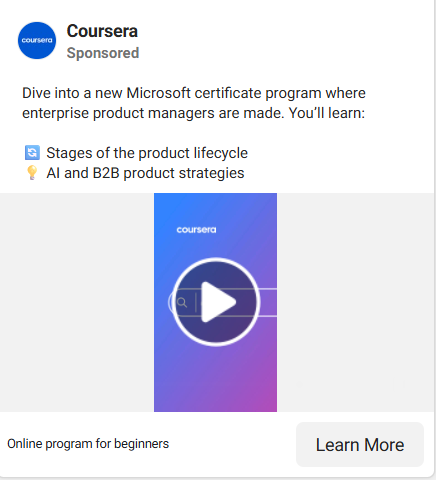 coursera
Coursera
Sponsored
Dive into a new Microsoft certificate program where
enterprise product managers are made. You’ll learn:
🔄 Stages of the product lifecycle
💡 AI and B2B product strategies
coursera
Online program for beginners
Learn More